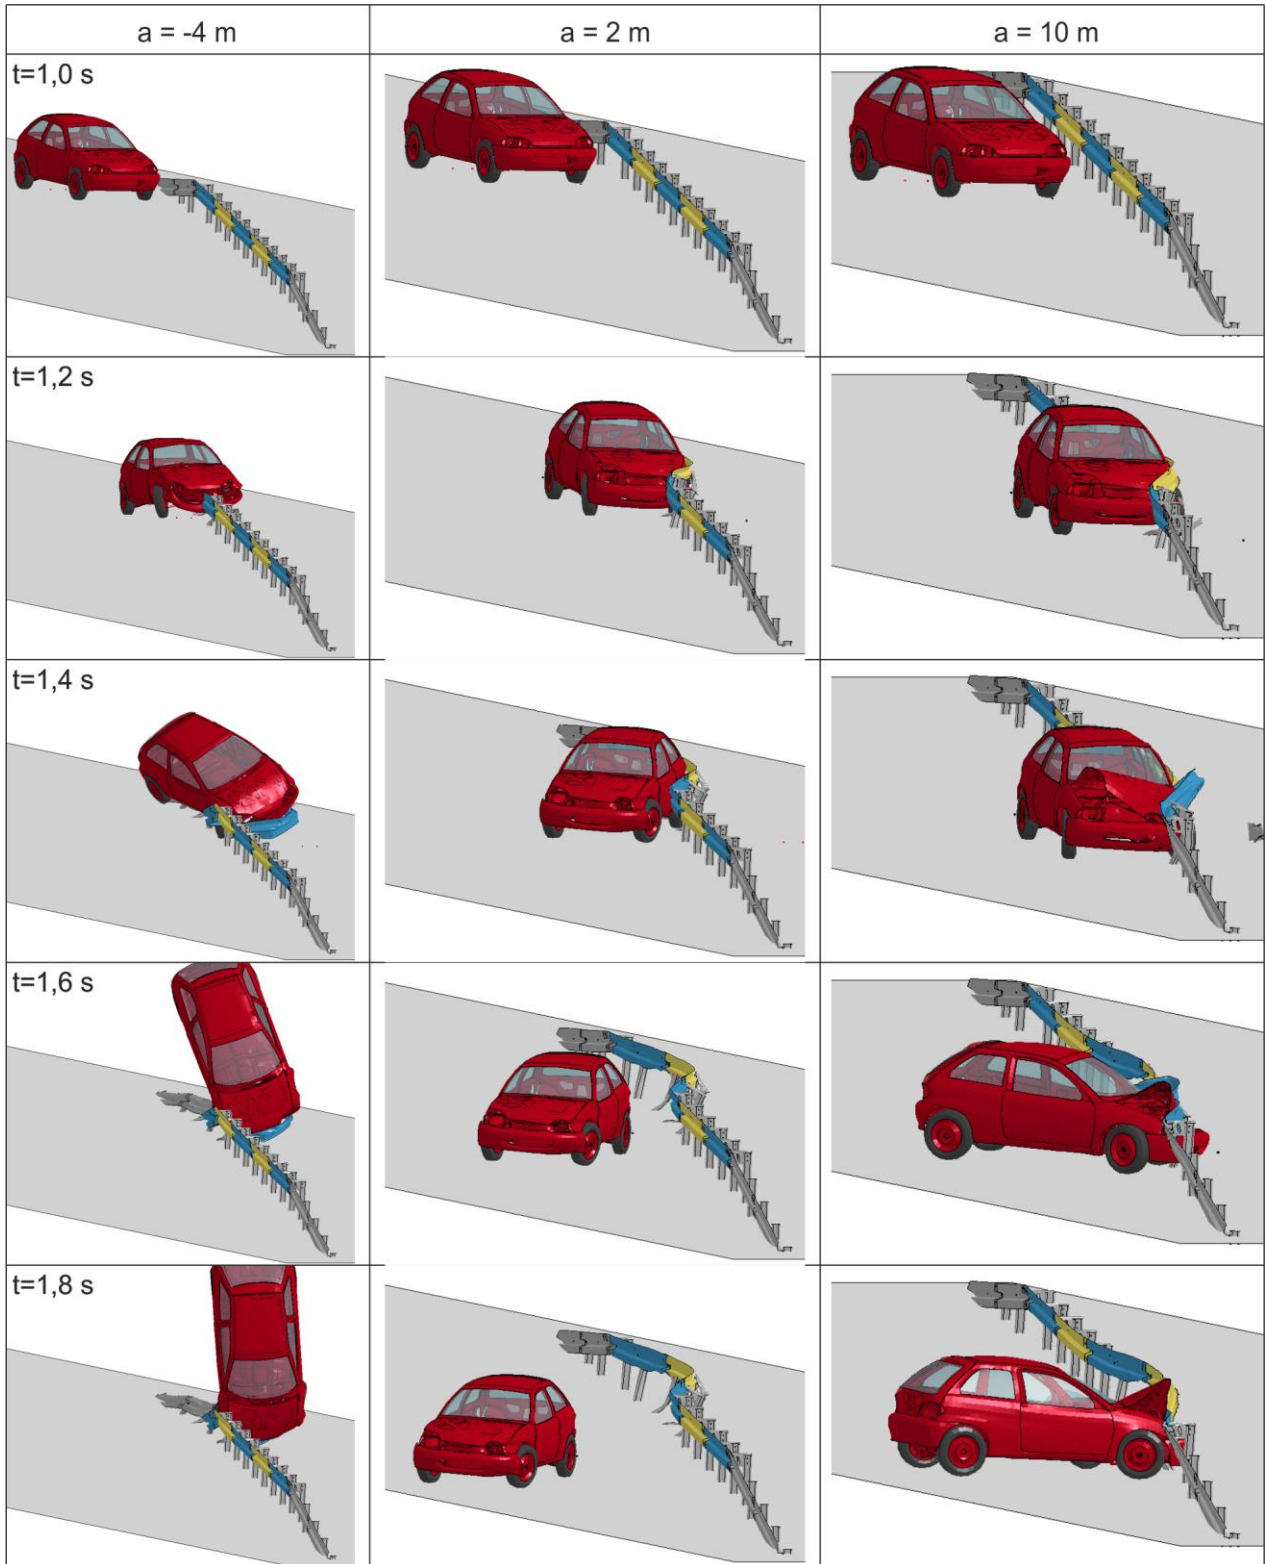 a = -4 m
a = 2 m
a = 10 m
t=1,0 s
t=1,2 s
t=1,4 s
t=1,6 s
t=1,8 s